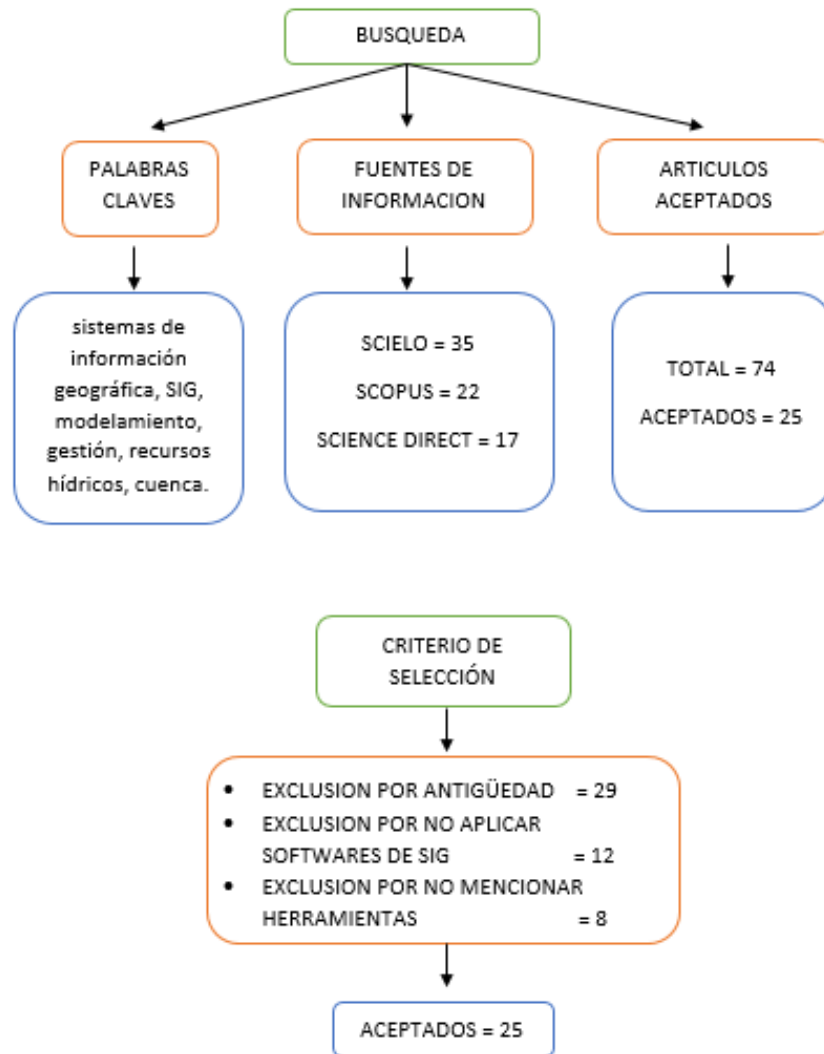 BUSQUEDA
PALABRAS
CLAVES
sistemas de
información
geográfica, SIG,
modelamiento,
gestión, recursos
hídricos, cuenca.
FUENTES DE
INFORMACION
SCIELO = 35
SCOPUS = 22
SCIENCE DIRECT = 17
ARTICULOS
ACEPTADOS
TOTAL = 74
ACEPTADOS = 25
CRITERIO DE
SELECCIÓN
• EXCLUSION POR ANTIGÜEDAD = 29
• EXCLUSION POR NO APLICAR
SOFTWARES DE SIG = 12
• EXCLUSION POR NO MENCIONAR
HERRAMIENTAS = 8
ACEPTADOS = 25